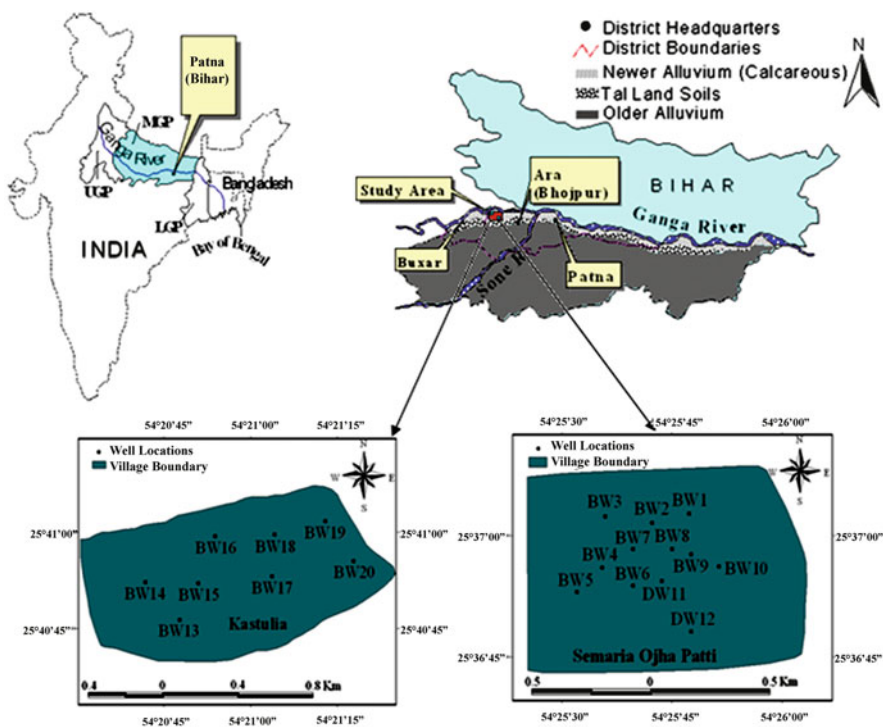 Patna
(Bihar)
MGP
Ganga River
UGP
LGP
Bangladesh
Bay of Bengal
INDIA
District Headquarters
District Boundaries
Newer Alluvium (Calcareous)
Tal Land Soils
Older Alluvium
N
Study Area
Ara
(Bhojpur)
BIHAR
Ganga River
Buxar
Sone R
Patna
54°20'45"
54°21'00"
54°21'15"
Well Locations
Village Boundary
N
W
E
S
25°41'00"
25°41'00"
BW19
BW16
BW18
BW20
BW14
BW15
BW17
BW13
Kastulia
25°40'45"
25°40'45"
0.4
0
0.4
0.8 Km
54°20'45"
54°21'00"
54°21'15"
54°25'30"
54°25'45"
54°26'00"
Well Locations
Village Boundary
N
W
E
S
BW3
BW2
BW1
25°37'00"
25°37'00"
BW7
BW8
BW4
BW9
BW10
BW5
BW6
DW11
DW12
25°36'45"
25°36'45"
Semaria Ojha Patti
0.5
0
0.5 Km
54°25'30"
54°25'45"
54°26'00"